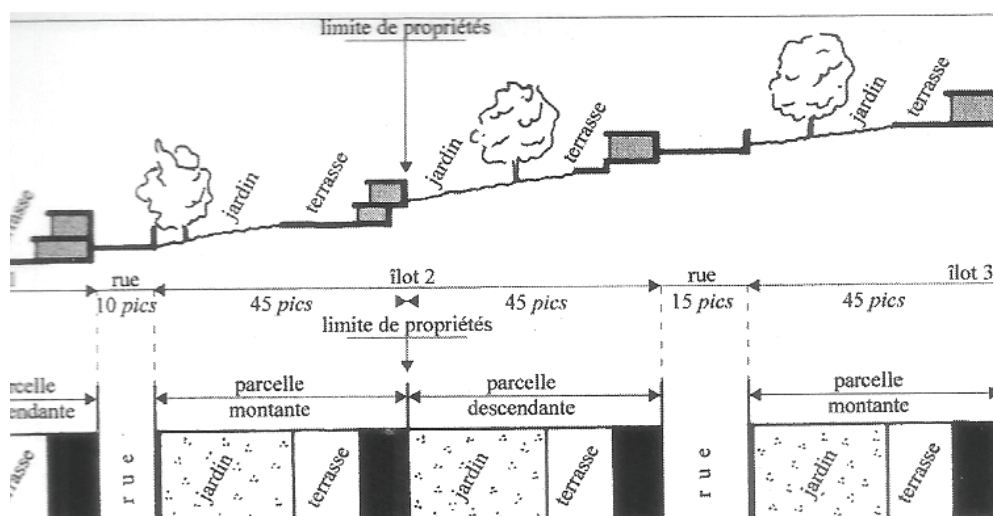 limite de propriétés
jardin
terrasse
jardin
terrasse
jardin
terrasse
rue
îlot 2
rue
îlot 3
10 pics
45 pics
45 pics
15 pics
45 pics
limite de propriétés
parcelle
parcelle
parcelle
montante
descendante
montante
rue
jardin
terrasse
jardin
terrasse
rue
jardin
terrasse